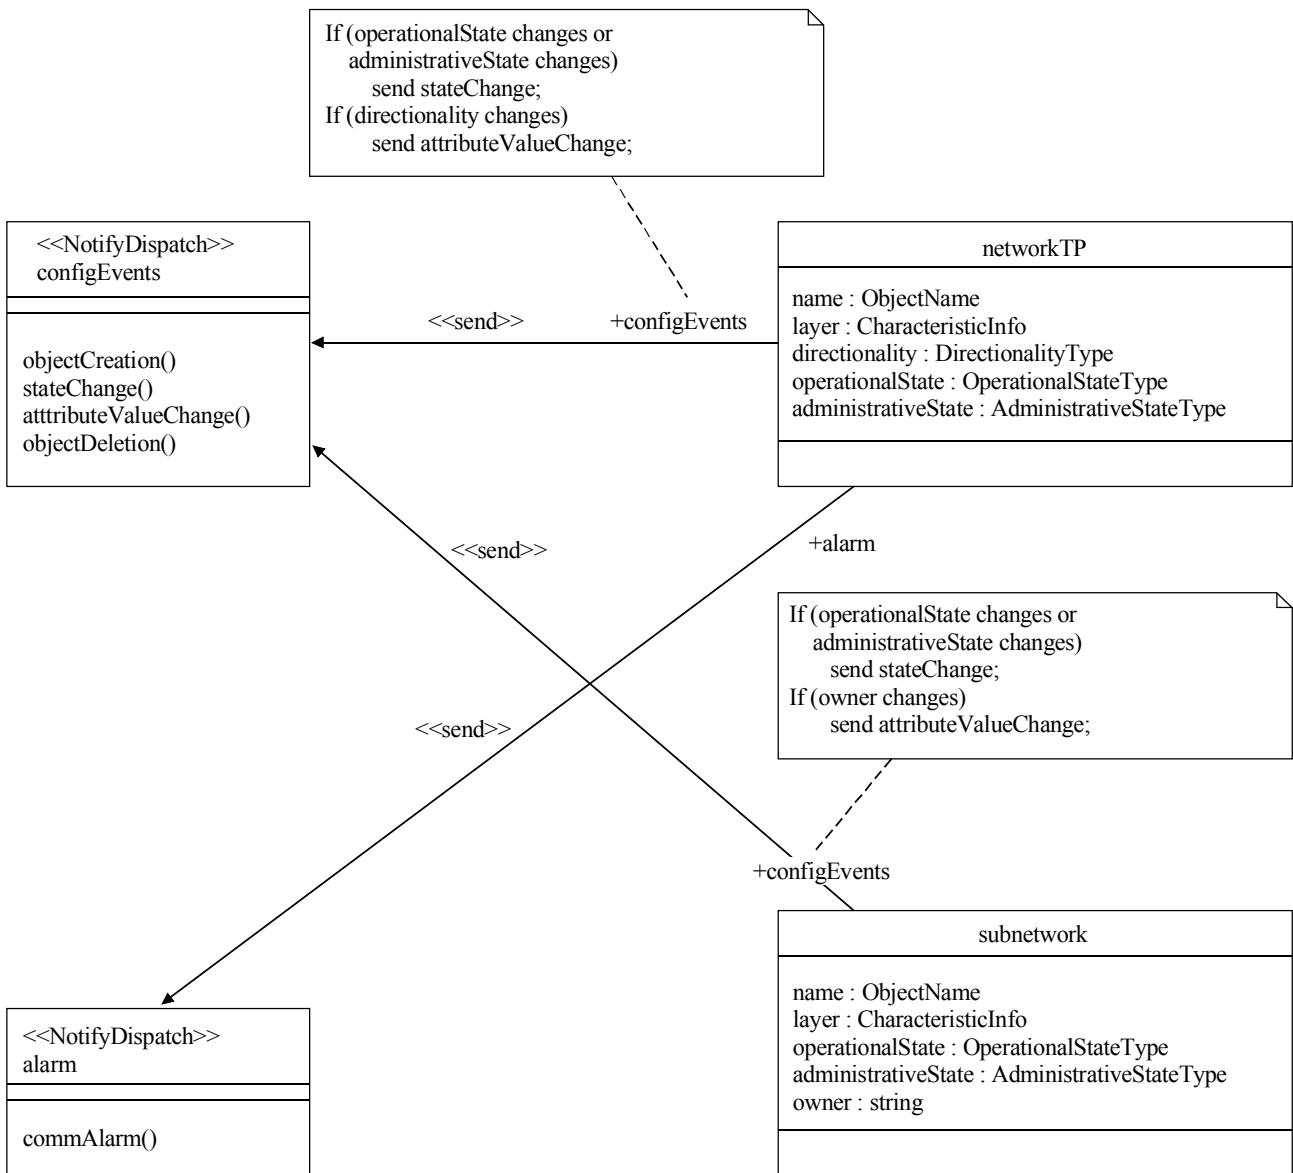 If (operationalState changes or
administrativeState changes)
send stateChange;
If (directionality changes)
send attributeValueChange;
<<NotifyDispatch>>
configEvents
objectCreation()
stateChange()
atttributeValueChange()
objectDeletion()
<<send>>
+configEvents
networkTP
name : ObjectName
layer : CharacteristicInfo
directionality : DirectionalityType
operationalState : OperationalStateType
administrativeState : AdministrativeStateType
<<send>>
+alarm
If (operationalState changes or
administrativeState changes)
send stateChange;
If (owner changes)
send attributeValueChange;
<<send>>
+configEvents
subnetwork
name : ObjectName
layer : CharacteristicInfo
operationalState : OperationalStateType
administrativeState : AdministrativeStateType
owner : string
<<NotifyDispatch>>
alarm
commAlarm()